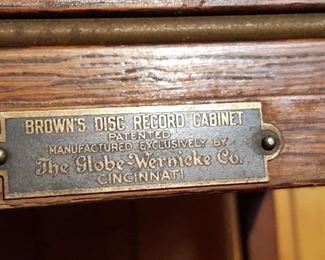 BROWN'S DISC RECORD CABINET
PATENTED
MANUFACTURED EXCLUSIVELY BY
The Globe-Wernicke Co.
CINCINNATI